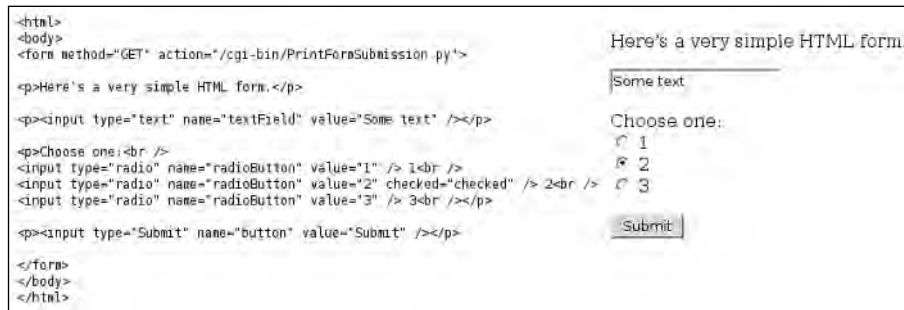 <html>
<body>
<form method="GET" action="/cgi-bin/PrintFormSubmission.py">
<p>Here's a very simple HTML form.</p>
<p><input type="text" name="textField" value="Some text" /></p>
<p>Choose one:<br />
<input type="radio" name="radioButton" value="1" /> 1<br />
<input type="radio" name="radioButton" value="2" checked="checked" /> 2<br />
<input type="radio" name="radioButton" value="3" /> 3<br /></p>
<p><input type="Submit" name="button" value="Submit" /></p>
</form>
</body>
</html>
Here's a very simple HTML form.
Some text
Choose one:
1
2
3
Submit